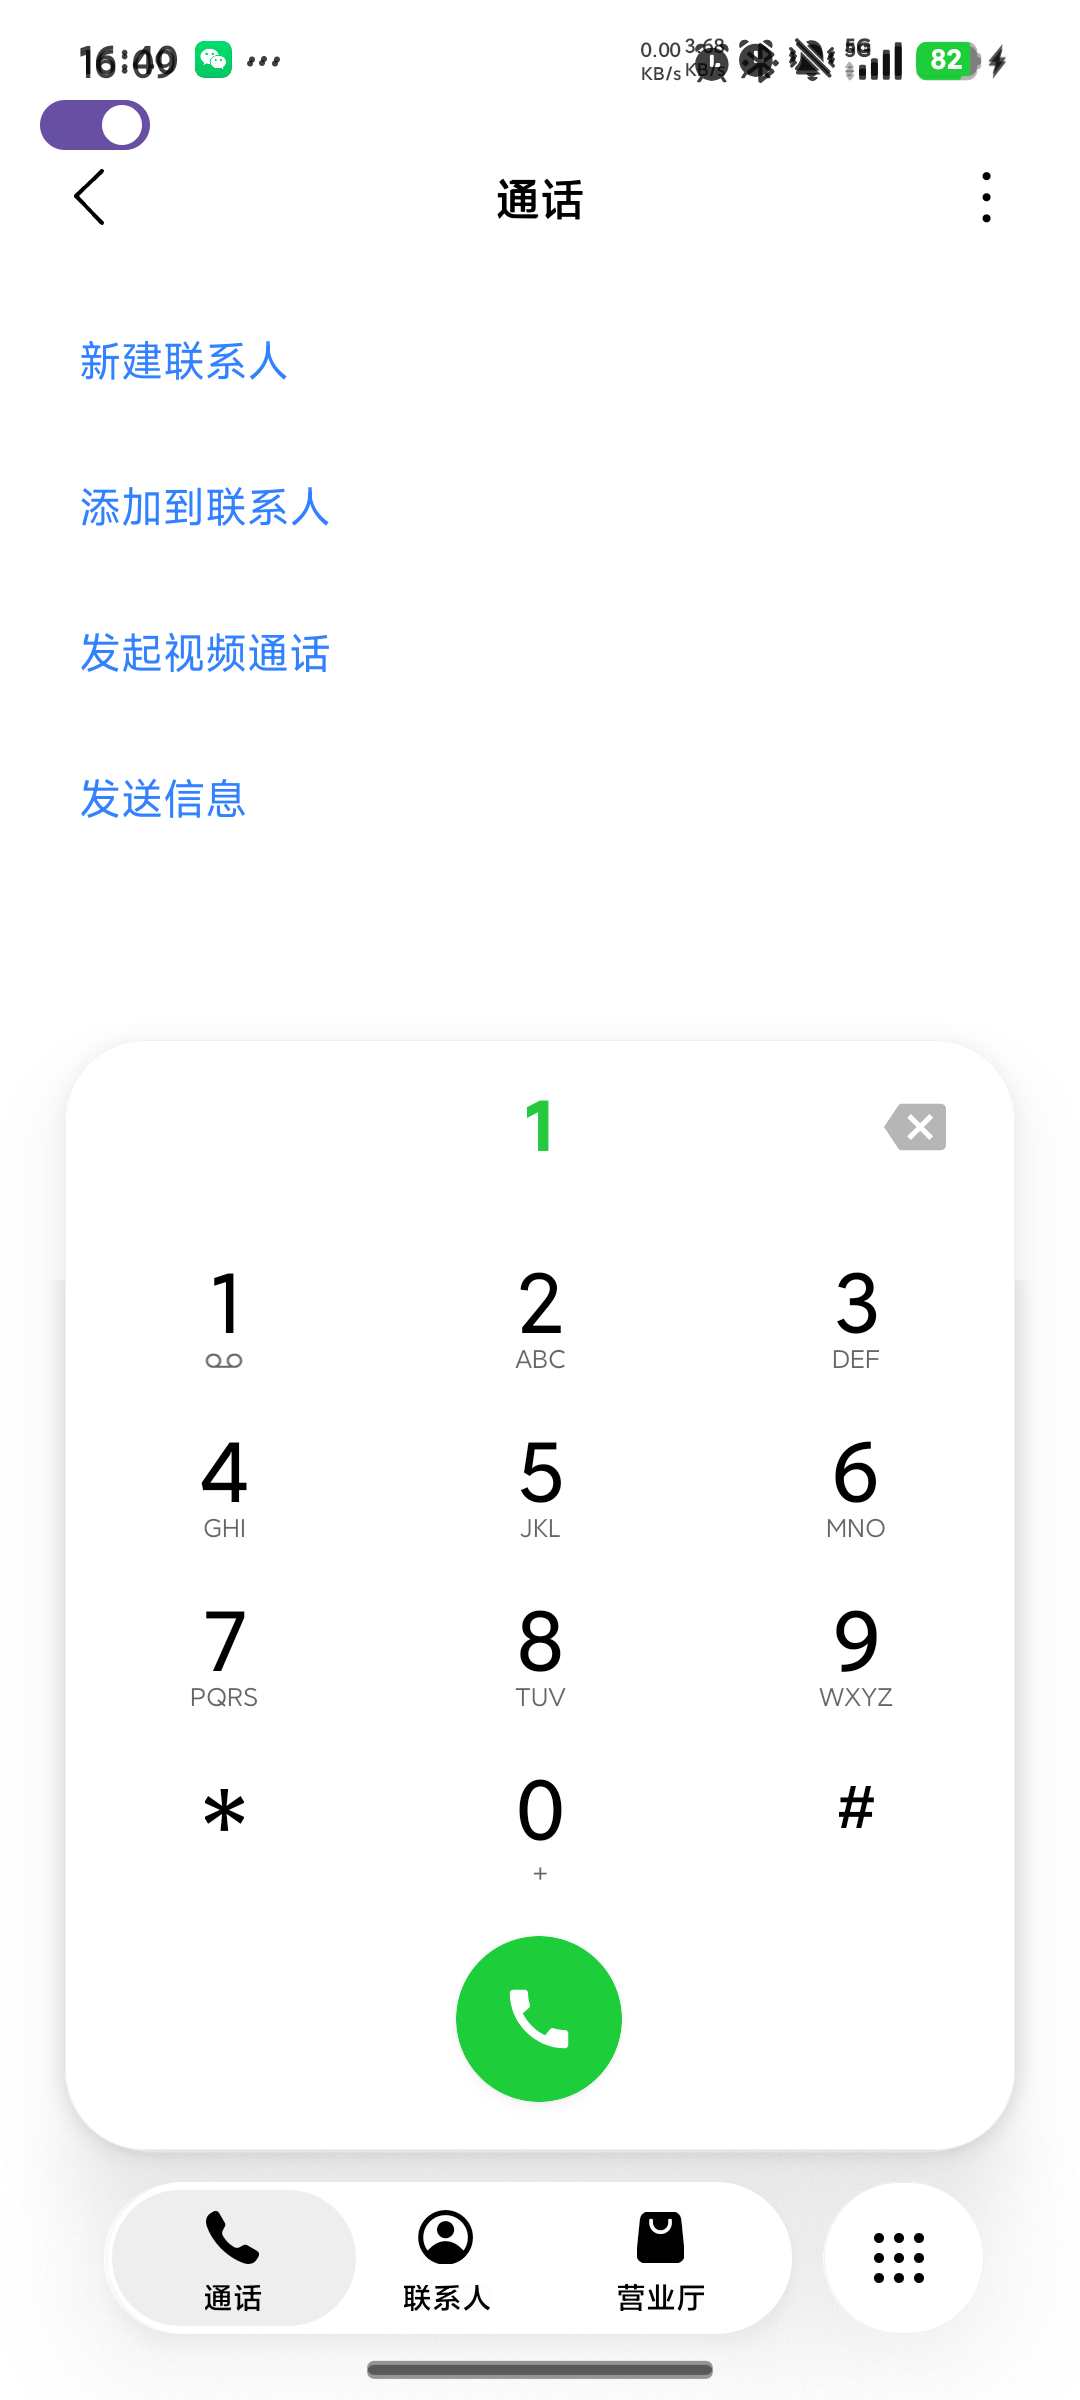 通话
新建联系人
添加到联系人
发起视频通话
发送信息
1
1 2 3
ABC DEF
4 5 6
GHI JKL MNO
7 8 9
PQRS TUV WXYZ
* 0 #
+
通话 联系人 营业厅
0.00 KB/s
5G
82